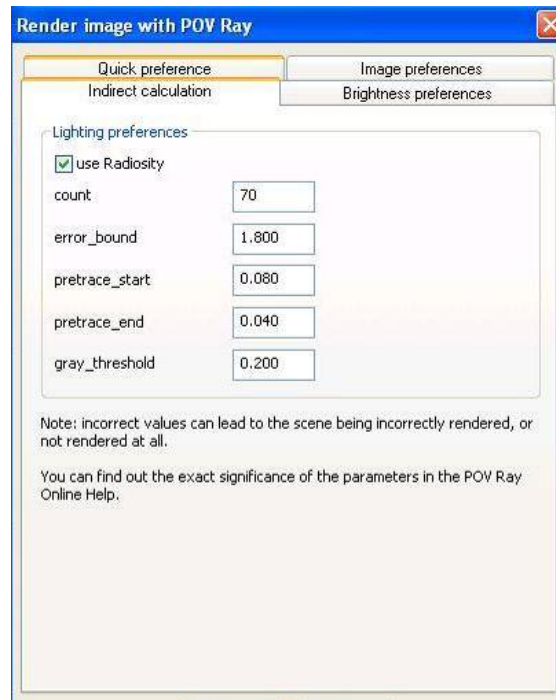 Render image with POV Ray
Quick preference
Image preferences
Indirect calculation
Brightness preferences
Lighting preferences
use Radiosity
count 70
error_bound 1.800
pretrace_start 0.080
pretrace_end 0.040
gray_threshold 0.200
Note: incorrect values can lead to the scene being incorrectly rendered, or
not rendered at all.
You can find out the exact significance of the parameters in the POV Ray
Online Help.